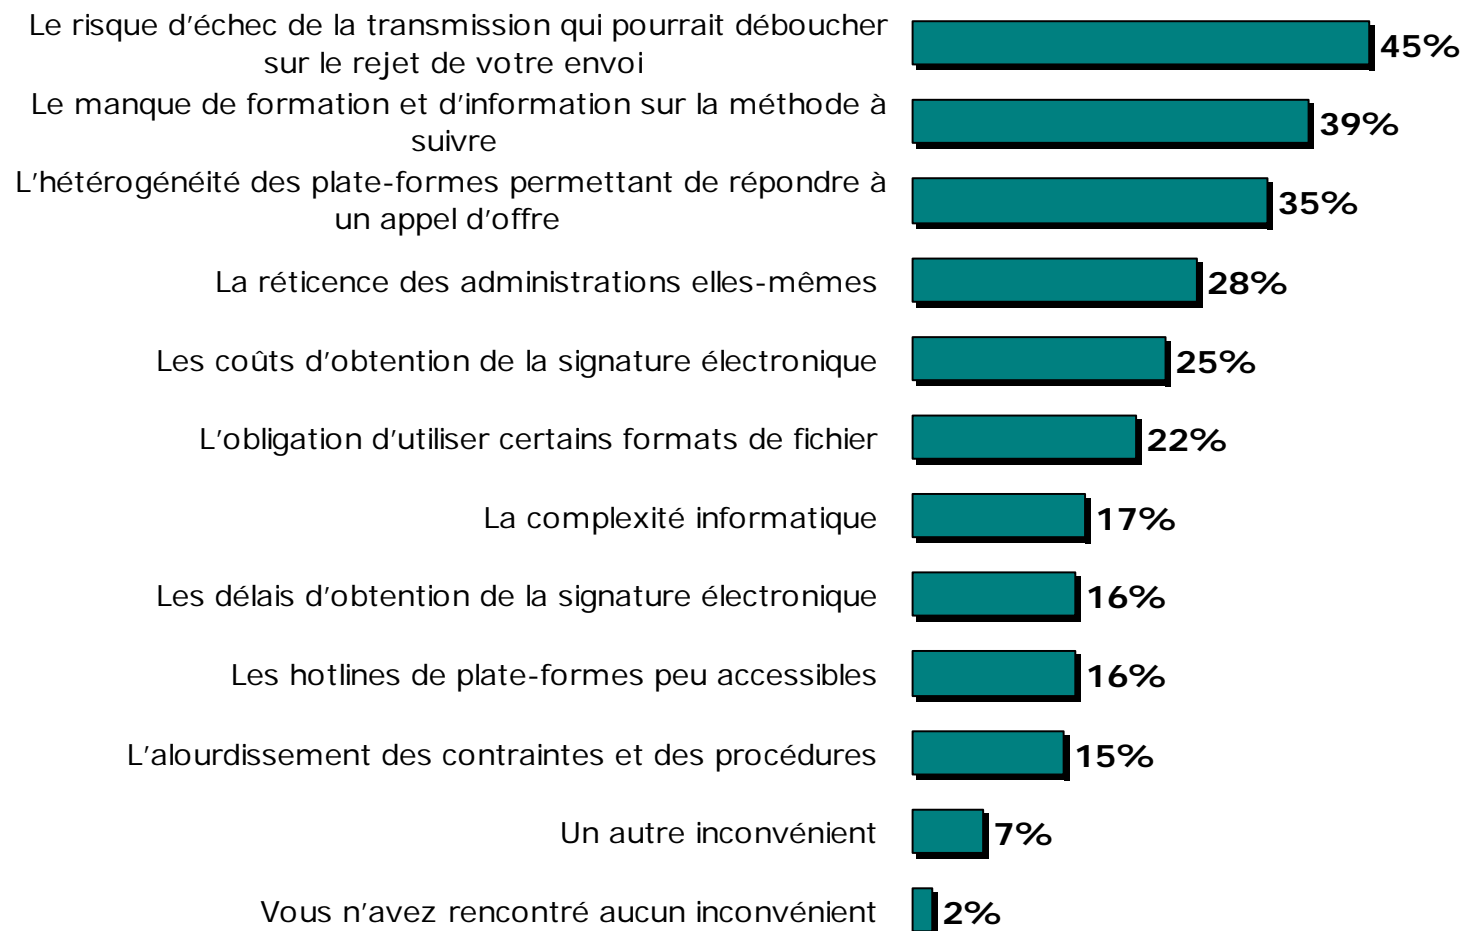 Le risque d'échec de la transmission qui pourrait déboucher
sur le rejet de votre envoi
45%
Le manque de formation et d'information sur la méthode à
suivre
39%
L'hétérogénéité des plate-formes permettant de répondre à
un appel d'offre
35%
La réticence des administrations elles-mêmes
28%
Les coûts d'obtention de la signature électronique
25%
L'obligation d'utiliser certains formats de fichier
22%
La complexité informatique
17%
Les délais d'obtention de la signature électronique
16%
Les hotlines de plate-formes peu accessibles
16%
L'alourdissement des contraintes et des procédures
15%
Un autre inconvénient
7%
Vous n'avez rencontré aucun inconvénient
2%